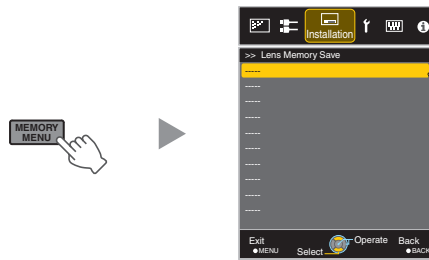 MEMORY
MENU
Installation
>> Lens Memory Save
-----
-----
-----
-----
-----
-----
-----
-----
-----
-----
Exit
●MENU
Select
Operate
Back
●BACK